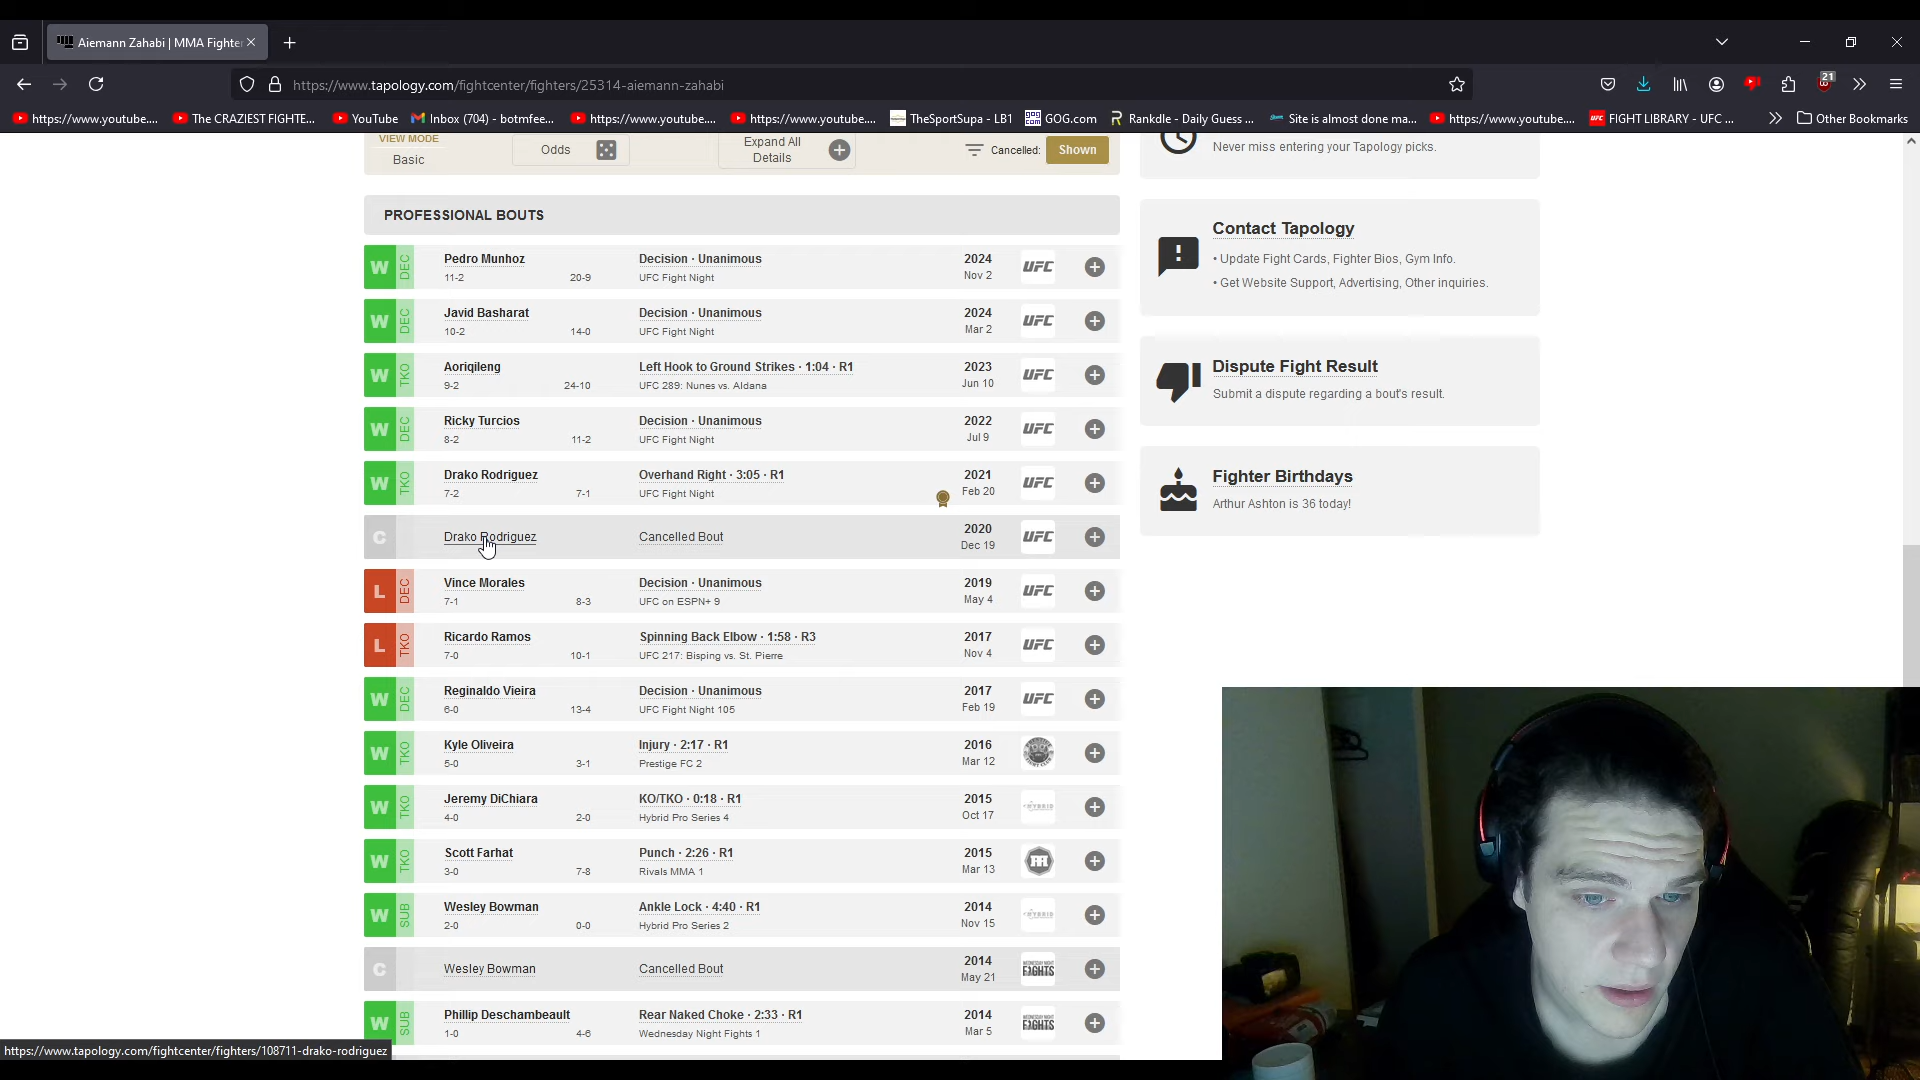 Aiemann Zahabi | MMA Fighter
https://www.tapology.com/fightcenter/fighters/25314-aiemann-zahabi
21
https://www.youtube.... The CRAZIEST FIGHTE... YouTube Inbox (704) - botmfee... https://www.youtube.... https://www.youtube.... TheSportSupa - LB1 GOG.com Rankdle - Daily Guess ... Site is almost done ma... https://www.youtube.... UFC FIGHT LIBRARY - UFC ... Other Bookmarks
VIEW MODE
Basic
Odds
Expand All
Details
Cancelled: Shown
PROFESSIONAL BOUTS
W DEC Pedro Munhoz Decision · Unanimous 2024 UFC
11-2 20-9 UFC Fight Night Nov 2
W DEC Javid Basharat Decision · Unanimous 2024 UFC
10-2 14-0 UFC Fight Night Mar 2
W TKO Aoriqileng Left Hook to Ground Strikes · 1:04 · R1 2023 UFC
9-2 24-10 UFC 289: Nunes vs. Aldana Jun 10
W DEC Ricky Turcios Decision · Unanimous 2022 UFC
8-2 11-2 UFC Fight Night Jul 9
W TKO Drako Rodriguez Overhand Right · 3:05 · R1 2021 UFC
7-2 7-1 UFC Fight Night Feb 20
C Drako Rodriguez Cancelled Bout 2020 UFC
Dec 19
L DEC Vince Morales Decision · Unanimous 2019 UFC
7-1 8-3 UFC on ESPN+ 9 May 4
L TKO Ricardo Ramos Spinning Back Elbow · 1:58 · R3 2017 UFC
7-0 10-1 UFC 217: Bisping vs. St. Pierre Nov 4
W DEC Reginaldo Vieira Decision · Unanimous 2017 UFC
6-0 13-4 UFC Fight Night 105 Feb 19
W TKO Kyle Oliveira Injury · 2:17 · R1 2016
5-0 3-1 Prestige FC 2 Mar 12
W TKO Jeremy DiChiara KO/TKO · 0:18 · R1 2015 HYBRID
4-0 2-0 Hybrid Pro Series 4 Oct 17
W TKO Scott Farhat Punch · 2:26 · R1 2015
3-0 7-8 Rivals MMA 1 Mar 13
W SUB Wesley Bowman Ankle Lock · 4:40 · R1 2014 HYBRID
2-0 0-0 Hybrid Pro Series 2 Nov 15
C Wesley Bowman Cancelled Bout 2014 WEDNESDAY NIGHT FIGHTS
May 21
W SUB Phillip Deschambeault Rear Naked Choke · 2:33 · R1 2014 WEDNESDAY NIGHT FIGHTS
1-0 4-6 Wednesday Night Fights 1 Mar 5
Never miss entering your Tapology picks.
Contact Tapology
• Update Fight Cards, Fighter Bios, Gym Info.
• Get Website Support, Advertising, Other inquiries.
Dispute Fight Result
Submit a dispute regarding a bout's result.
Fighter Birthdays
Arthur Ashton is 36 today!
https://www.tapology.com/fightcenter/fighters/108711-drako-rodriguez